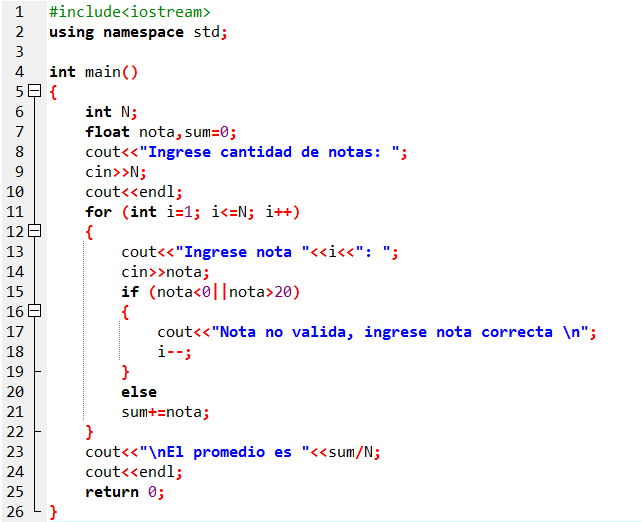 1 #include<iostream>
2 using namespace std;
3
4 int main()
5 {
6 int N;
7 float nota,sum=0;
8 cout<<"Ingrese cantidad de notas: ";
9 cin>>N;
10 cout<<endl;
11 for (int i=1; i<=N; i++)
12 {
13 cout<<"Ingrese nota "<<i<<": ";
14 cin>>nota;
15 if (nota<0||nota>20)
16 {
17 cout<<"Nota no valida, ingrese nota correcta \n";
18 i--;
19 }
20 else
21 sum+=nota;
22 }
23 cout<<"\nEl promedio es "<<sum/N;
24 cout<<endl;
25 return 0;
26 }